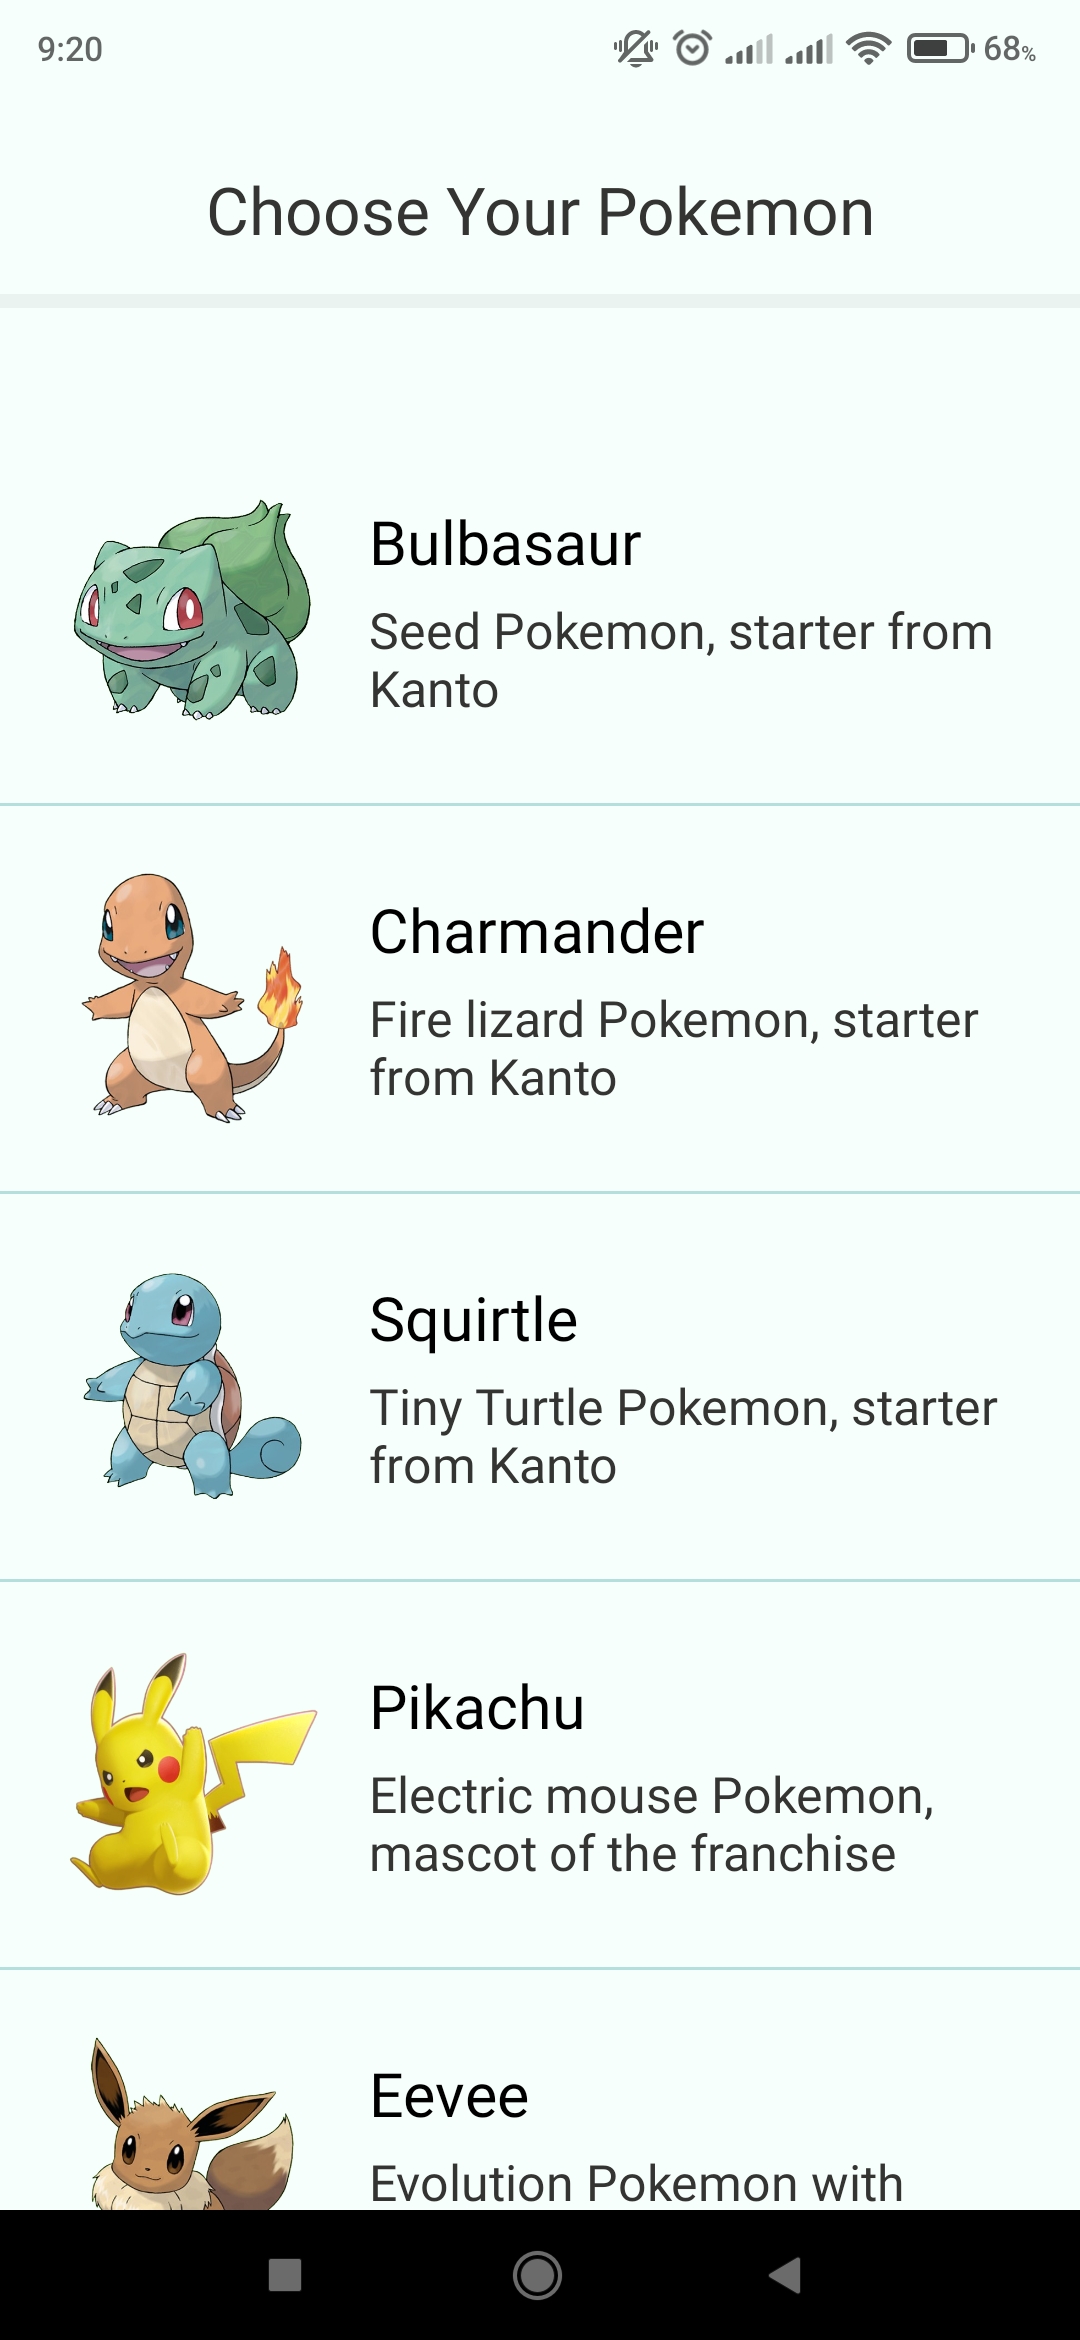 9:20
68%
Choose Your Pokemon
Bulbasaur
Seed Pokemon, starter from
Kanto
Charmander
Fire lizard Pokemon, starter
from Kanto
Squirtle
Tiny Turtle Pokemon, starter
from Kanto
Pikachu
Electric mouse Pokemon,
mascot of the franchise
Eevee
Evolution Pokemon with